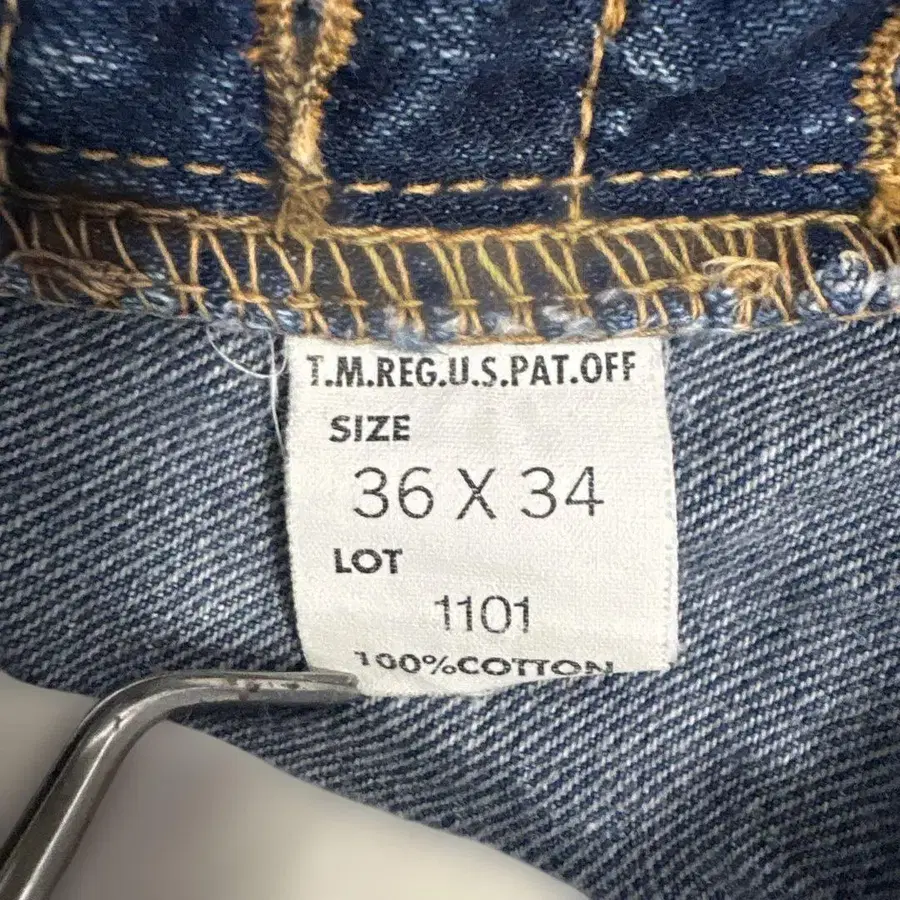 T.M.REG.U.S.PAT.OFF
SIZE
36 X 34
LOT
1101
100%COTTON